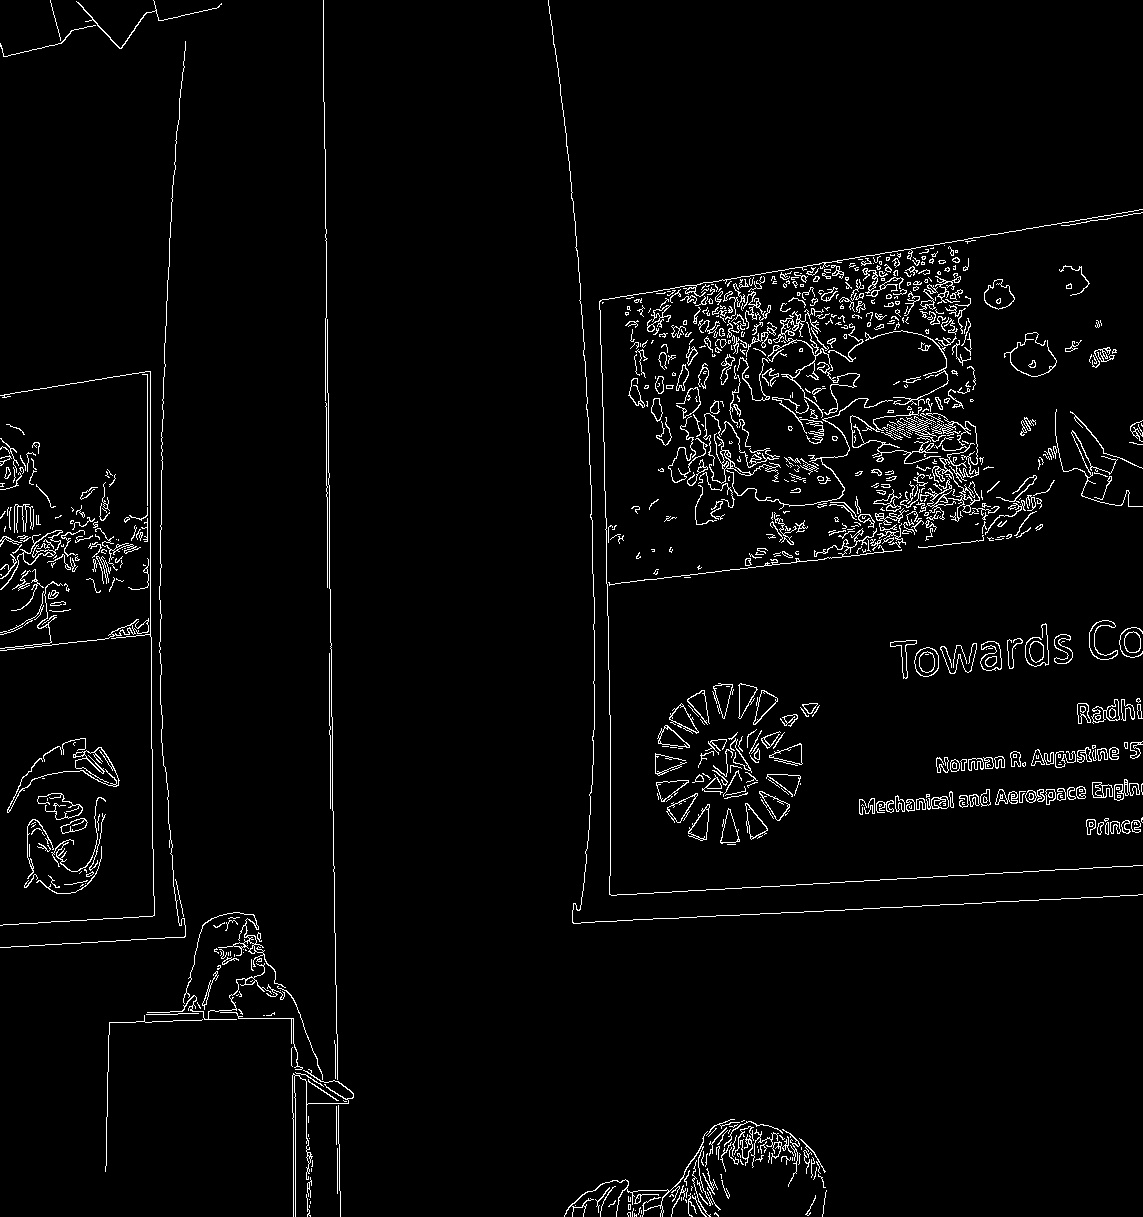 Towards Co
Radhi
Norman R. Augustine '5
Mechanical and Aerospace Engine
Prince